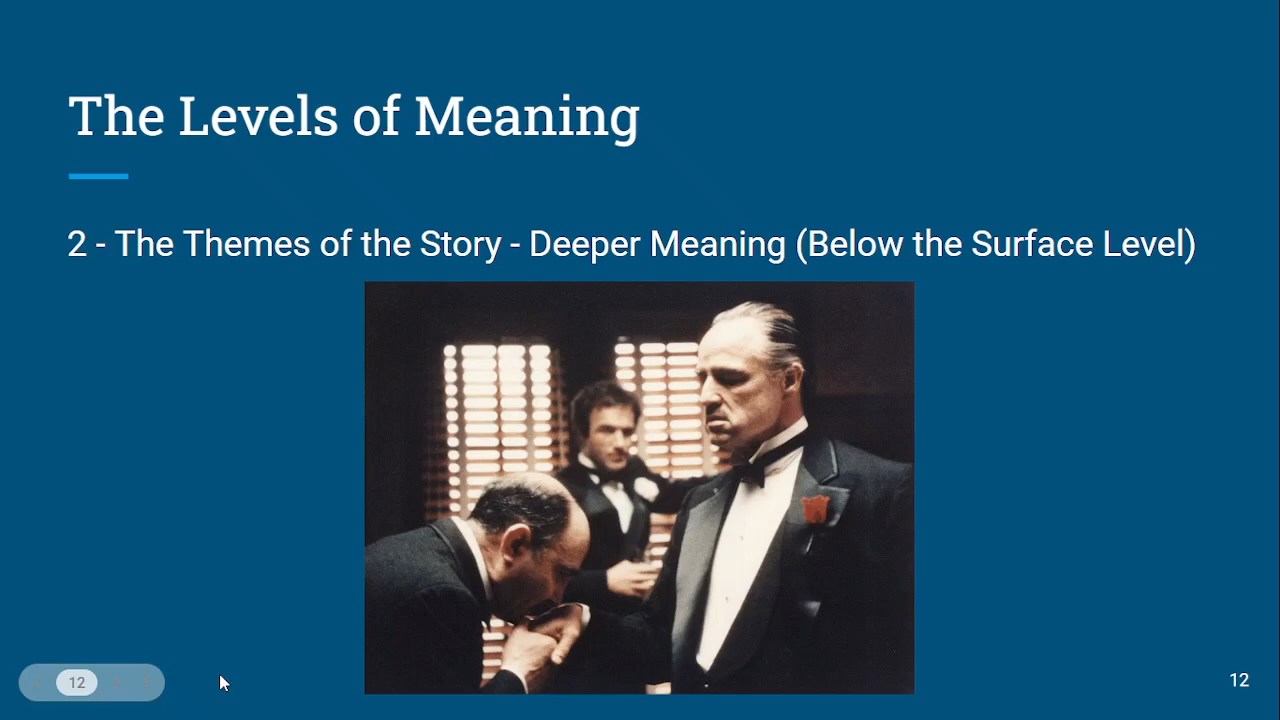 The Levels of Meaning
2 - The Themes of the Story - Deeper Meaning (Below the Surface Level)
12
12